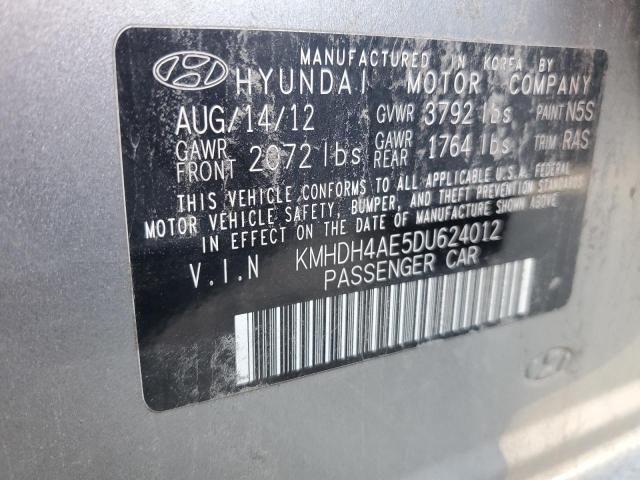 MANUFACTURED IN KOREA BY
HYUNDAI MOTOR COMPANY
AUG/14/12 GVWR 3792 lbs PAINT N5S
GAWR FRONT 2072 lbs GAWR REAR 1764 lbs TRIM RAS
THIS VEHICLE CONFORMS TO ALL APPLICABLE U.S.A. FEDERAL
MOTOR VEHICLE SAFETY, BUMPER, AND THEFT PREVENTION STANDARDS
IN EFFECT ON THE DATE OF MANUFACTURE SHOWN ABOVE.
V.I.N KMHDH4AE5DU624012
PASSENGER CAR